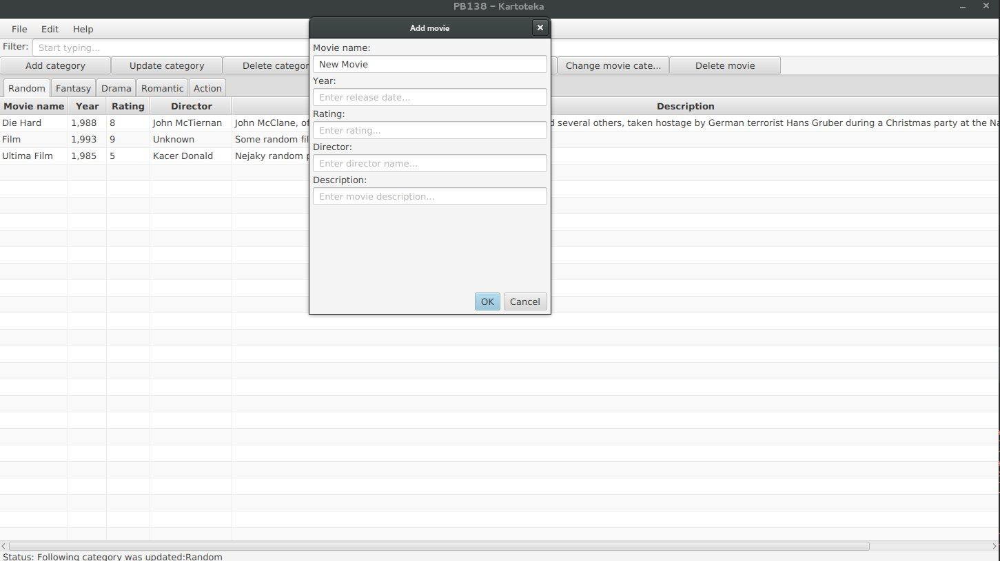 PB138 – Kartoteka
File Edit Help
Filter: Start typing...
Add category Update category Delete categor Change movie cate... Delete movie
Random Fantasy Drama Romantic Action
Movie name Year Rating Director Description
Die Hard 1,988 8 John McTiernan John McClane, of several others, taken hostage by German terrorist Hans Gruber during a Christmas party at the Na
Film 1,993 9 Unknown Some random fil
Ultima Film 1,985 5 Kacer Donald Nejaky random
Add movie
Movie name:
New Movie
Year:
Enter release date...
Rating:
Enter rating...
Director:
Enter director name...
Description:
Enter movie description...
OK Cancel
Status: Following category was updated:Random